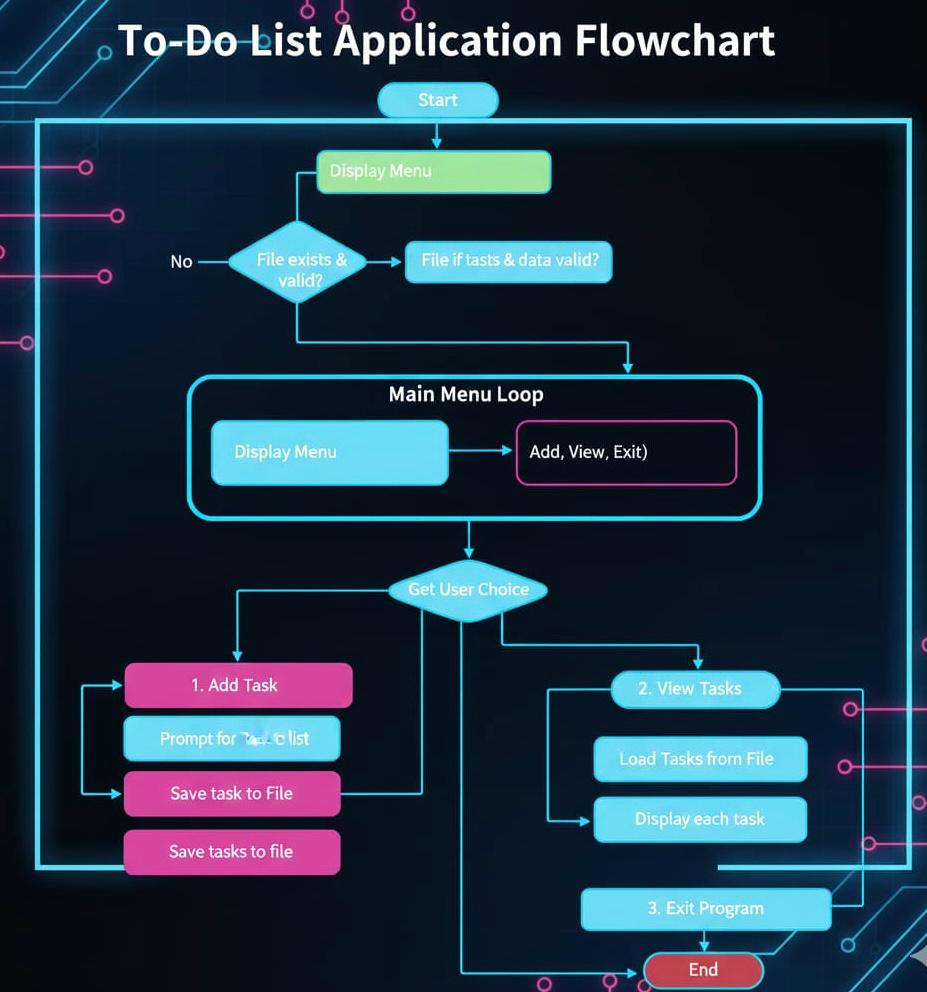 To-Do List Application Flowchart
Start
Display Menu
No
File exists &
valid?
File if tasts & data valid?
Main Menu Loop
Display Menu
Add, View, Exit)
Get User Choice
1. Add Task
Prompt for list
Save task to File
Save tasks to file
2. View Tasks
Load Tasks from File
Display each task
3. Exit Program
End